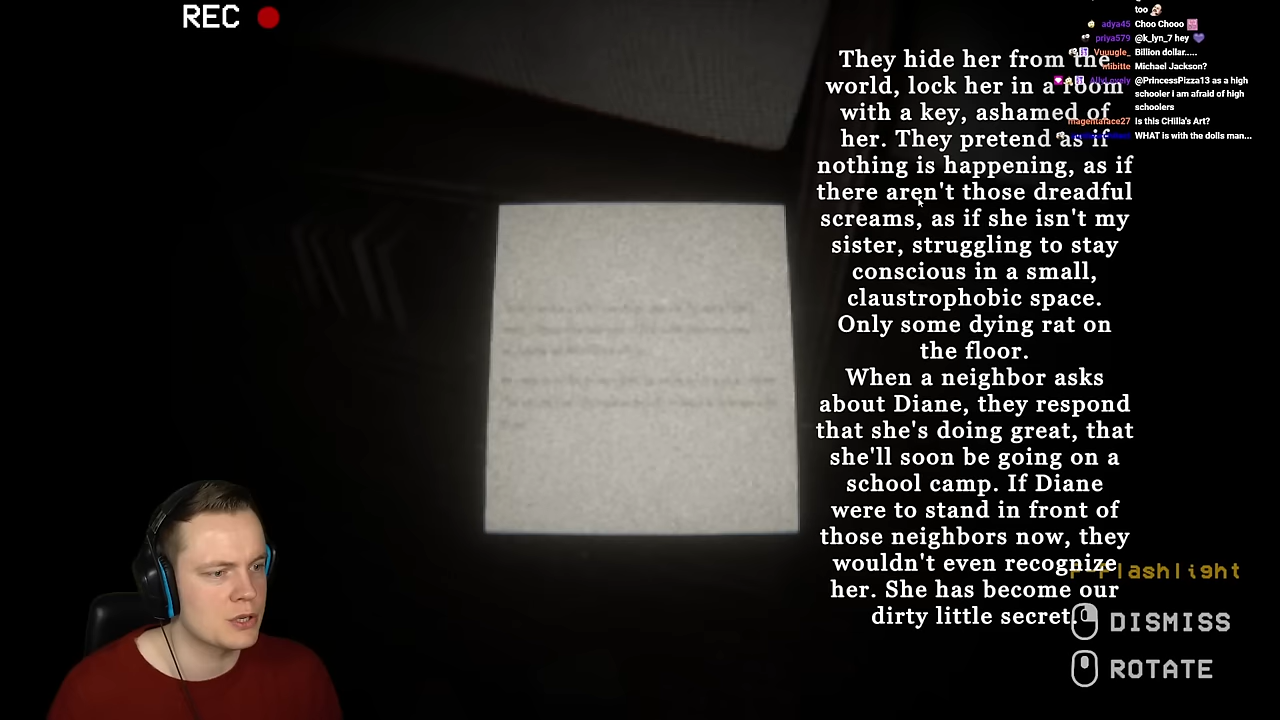 REC
They hide her from the
world, lock her in a room
with a key, ashamed of
her. They pretend as if
nothing is happening, as if
there aren't those dreadful
screams, as if she isn't my
sister, struggling to stay
conscious in a small,
claustrophobic space.
Only some dying rat on
the floor.
When a neighbor asks
about Diane, they respond
that she's doing great, that
she'll soon be going on a
school camp. If Diane
were to stand in front of
those neighbors now, they
wouldn't even recognize
her. She has become our
dirty little secret.
too
adya45 Choo Chooo
priya579 @k_lyn_7 hey
Vuuugle_ Billion dollar.....
mibitte Michael Jackson?
AllyLovely @PrincessPizza13 as a high
schooler I am afraid of high
schoolers
magentaface27 Is this CHilla's Art?
WHAT is with the dolls man...
Flashlight
DISMISS
ROTATE